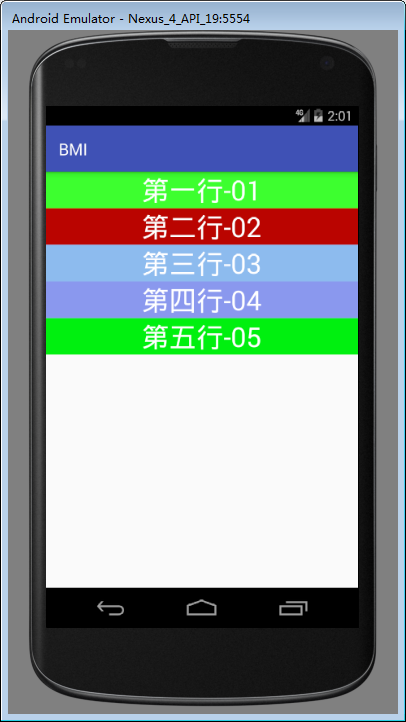 Android Emulator - Nexus_4_API_19:5554
4G 2:01
BMI
第一行-01
第二行-02
第三行-03
第四行-04
第五行-05